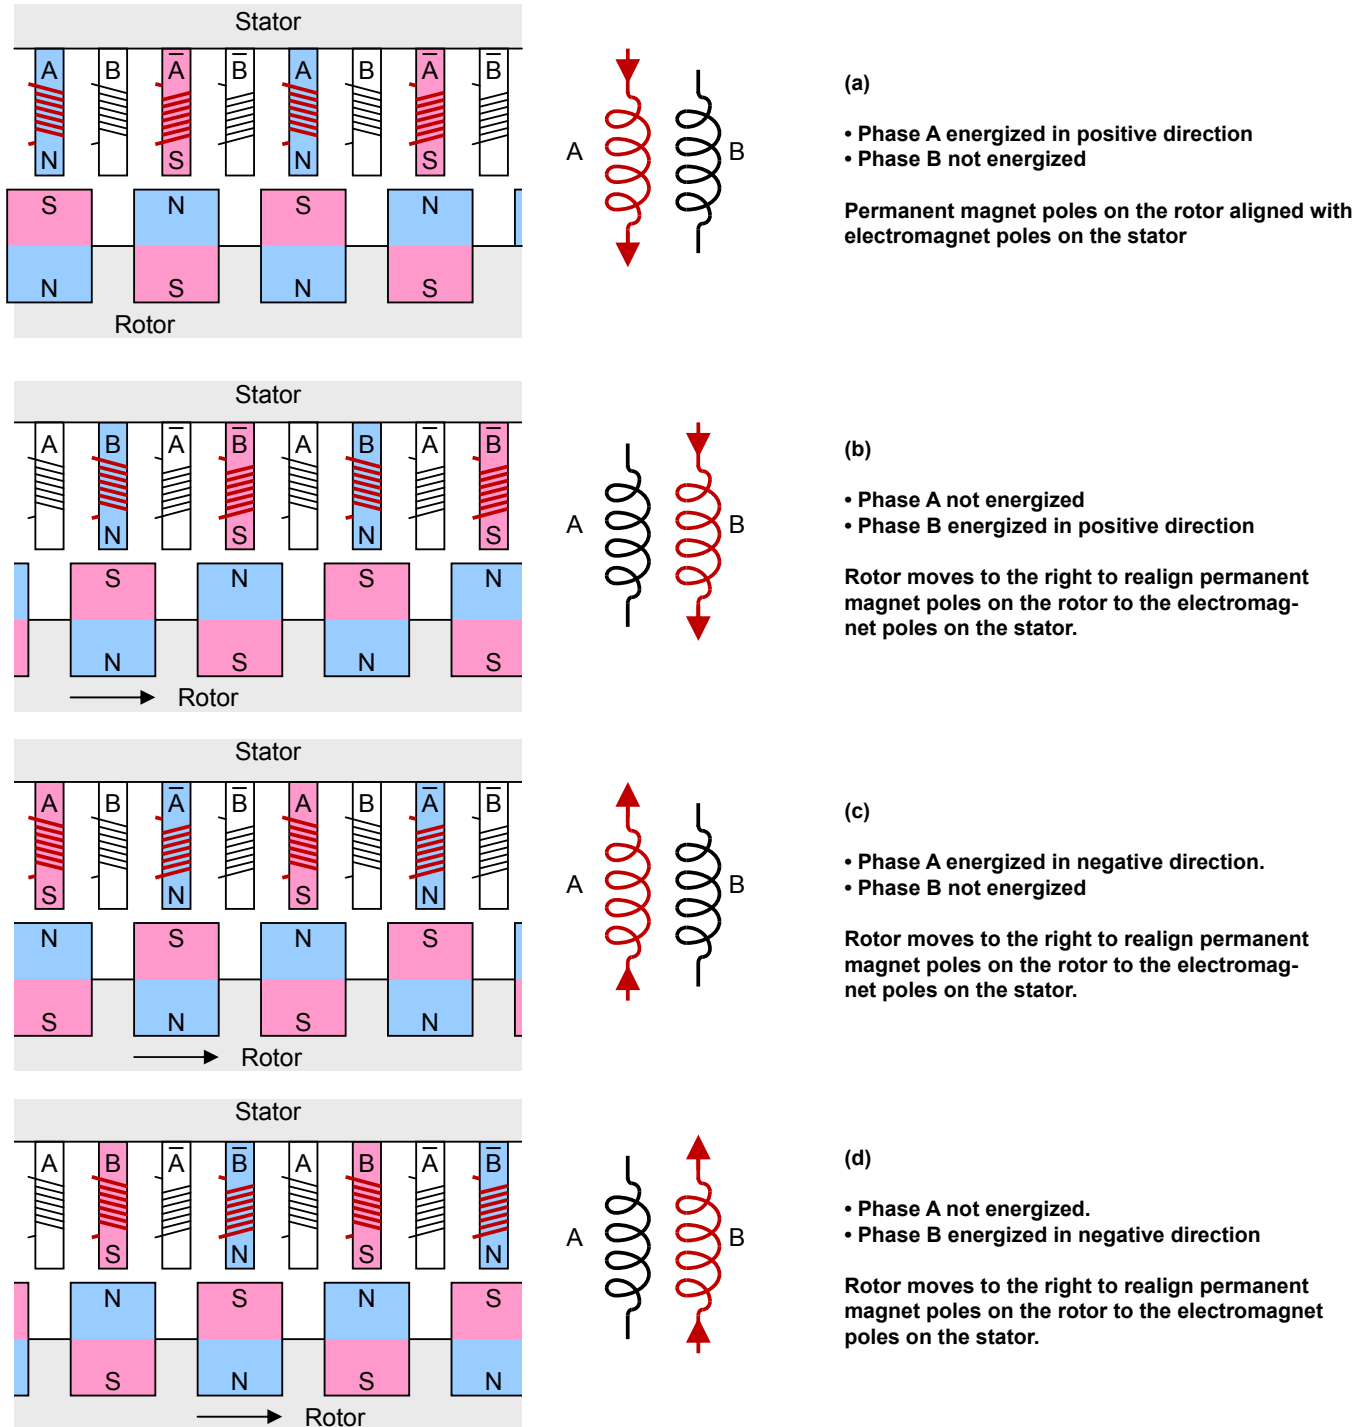 Stator
A B A̅ B̅ A B A̅ B̅
N S N S
S N S N
N S N S
Rotor
A B
(a)
• Phase A energized in positive direction
• Phase B not energized
Permanent magnet poles on the rotor aligned with
electromagnet poles on the stator
Stator
A B A̅ B̅ A B A̅ B̅
N S N S
S N S N
N S N S
Rotor
A B
(b)
• Phase A not energized
• Phase B energized in positive direction
Rotor moves to the right to realign permanent
magnet poles on the rotor to the electromag-
net poles on the stator.
Stator
A B A̅ B̅ A B A̅ B̅
S N S N
N S N S
S N S N
Rotor
A B
(c)
• Phase A energized in negative direction.
• Phase B not energized
Rotor moves to the right to realign permanent
magnet poles on the rotor to the electromag-
net poles on the stator.
Stator
A B A̅ B̅ A B A̅ B̅
S N S N
N S N S
S N S N
Rotor
A B
(d)
• Phase A not energized.
• Phase B energized in negative direction
Rotor moves to the right to realign permanent
magnet poles on the rotor to the electromagnet
poles on the stator.